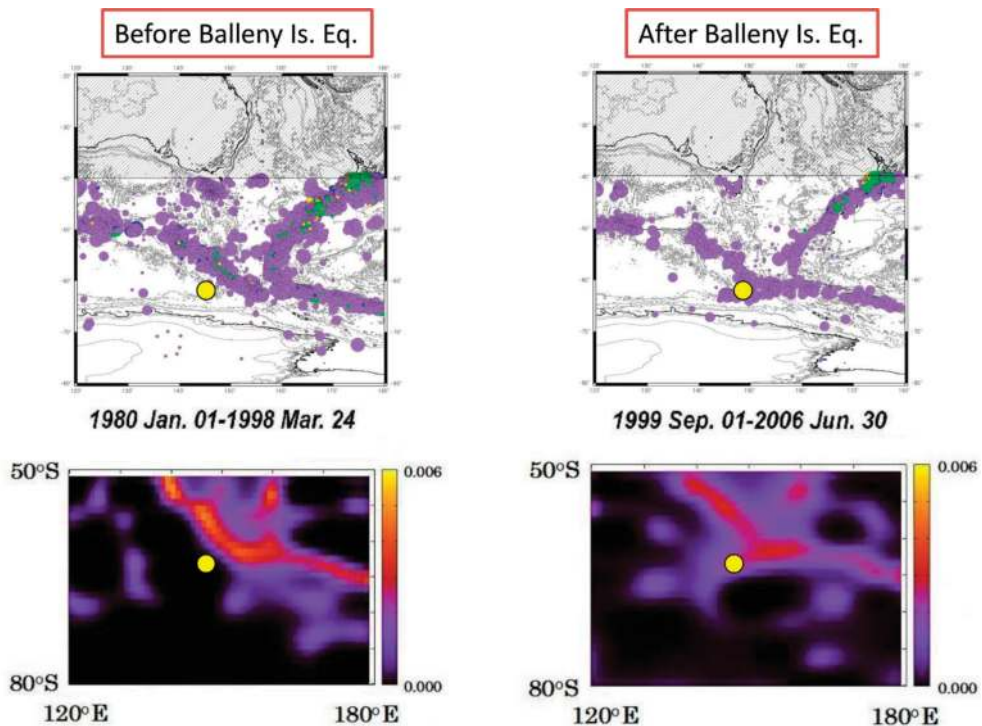 Before Balleny Is. Eq.
After Balleny Is. Eq.
1980 Jan. 01-1998 Mar. 24
1999 Sep. 01-2006 Jun. 30
50°S
0.006
80°S
0.000
120°E
180°E
50°S
0.006
80°S
0.000
120°E
180°E